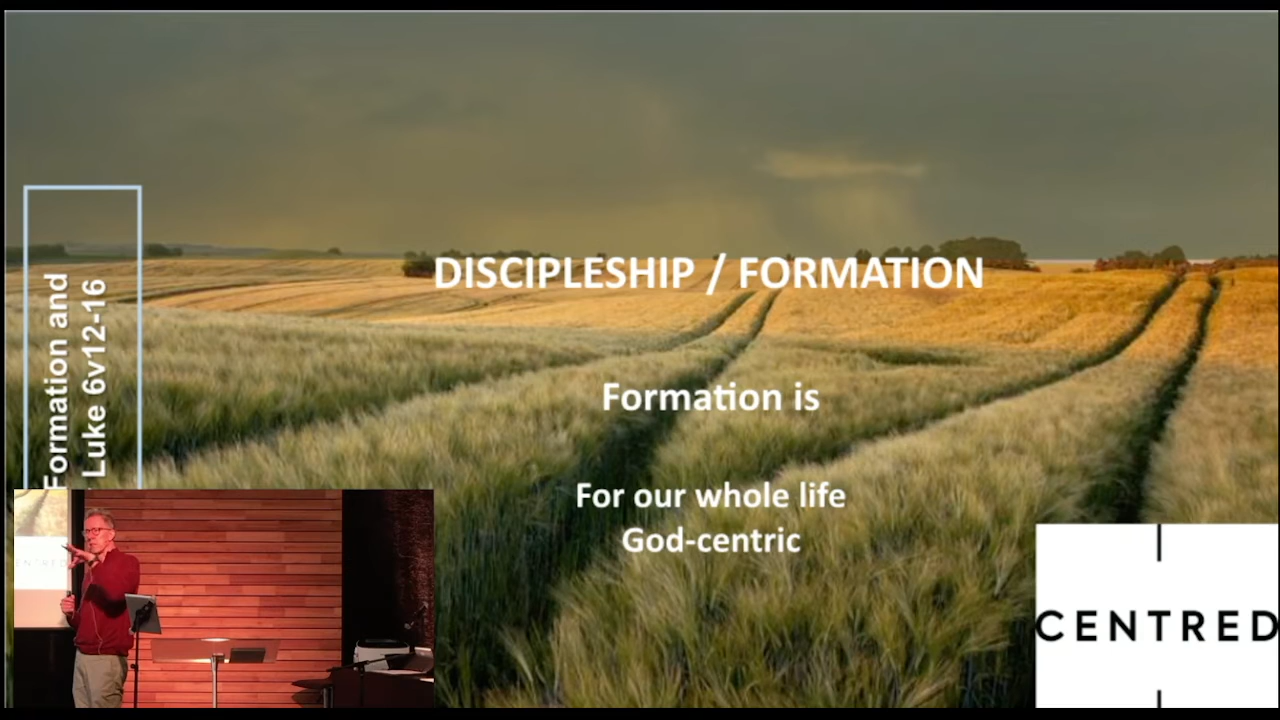 DISCIPLESHIP / FORMATION
Formation is
For our whole life
God-centric
Formation and
Luke 6v12-16
CENTRED